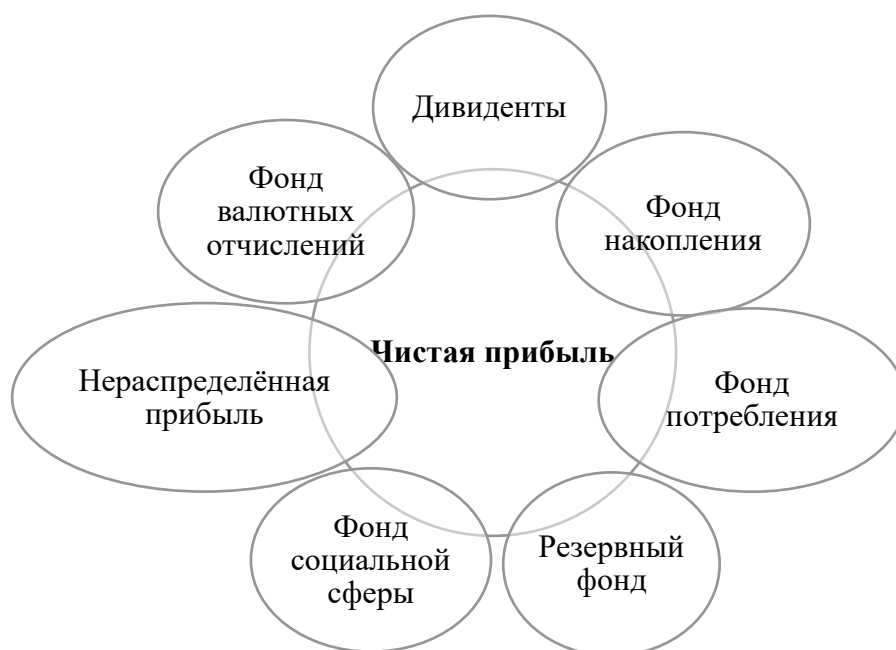 Дивиденты
Фонд
валютных
отчислений
Фонд
накопления
Чистая прибыль
Нераспределённая
прибыль
Фонд
потребления
Фонд
социальной
сферы
Резервный
фонд